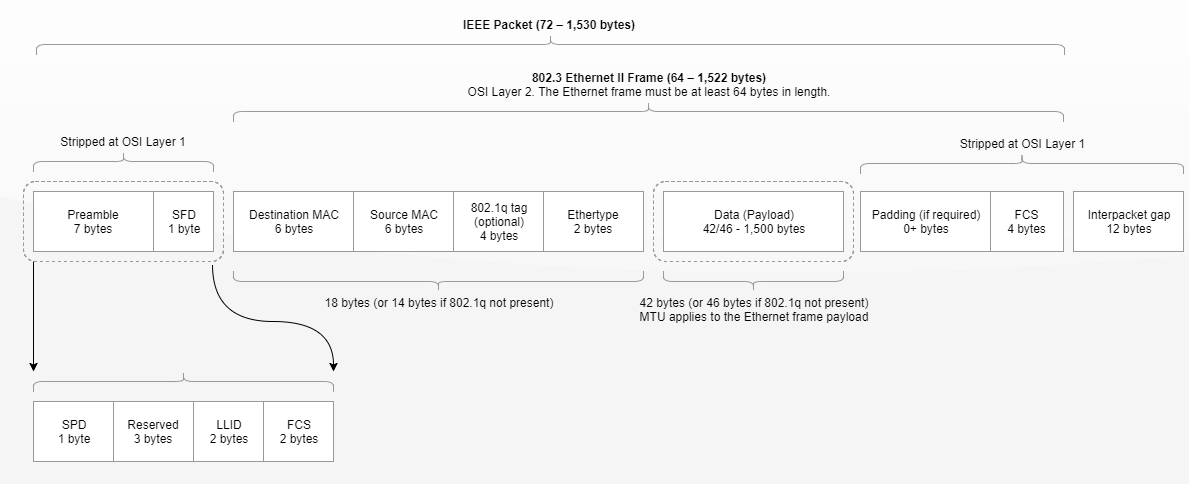 IEEE Packet (72 – 1,530 bytes)
802.3 Ethernet II Frame (64 – 1,522 bytes)
OSI Layer 2. The Ethernet frame must be at least 64 bytes in length.
Stripped at OSI Layer 1
Stripped at OSI Layer 1
Preamble
7 bytes
SFD
1 byte
Destination MAC
6 bytes
Source MAC
6 bytes
802.1q tag
(optional)
4 bytes
Ethertype
2 bytes
Data (Payload)
42/46 - 1,500 bytes
Padding (if required)
0+ bytes
FCS
4 bytes
Interpacket gap
12 bytes
18 bytes (or 14 bytes if 802.1q not present)
42 bytes (or 46 bytes if 802.1q not present)
MTU applies to the Ethernet frame payload
SPD
1 byte
Reserved
3 bytes
LLID
2 bytes
FCS
2 bytes